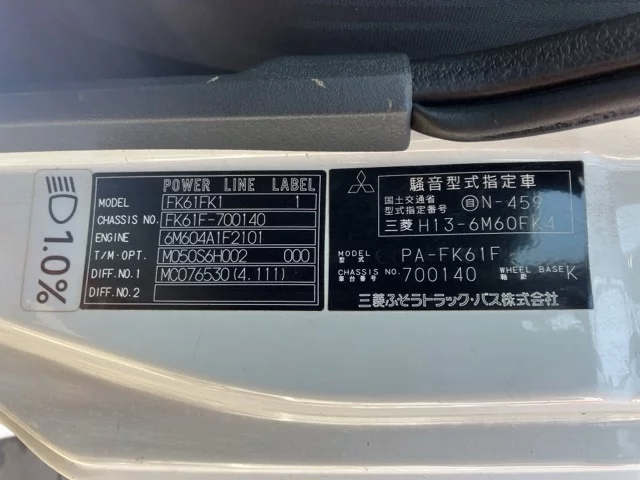 1.0%
POWER LINE LABEL
MODEL FK61FK1 1
CHASSIS NO. FK61F-700140
ENGINE 6M604A1F2101
T/M·OPT. M050S6H002 000
DIFF.NO.1 MC076530(4.111)
DIFF.NO.2
騒音型式指定車
国土交通省
型式指定番号 自N-459
三菱 H13-6M60FK4
MODEL
型式 PA-FK61F
CHASSIS NO.
車台番号 700140 WHEEL BASE
軸距 K
三菱ふそうトラック・バス株式会社